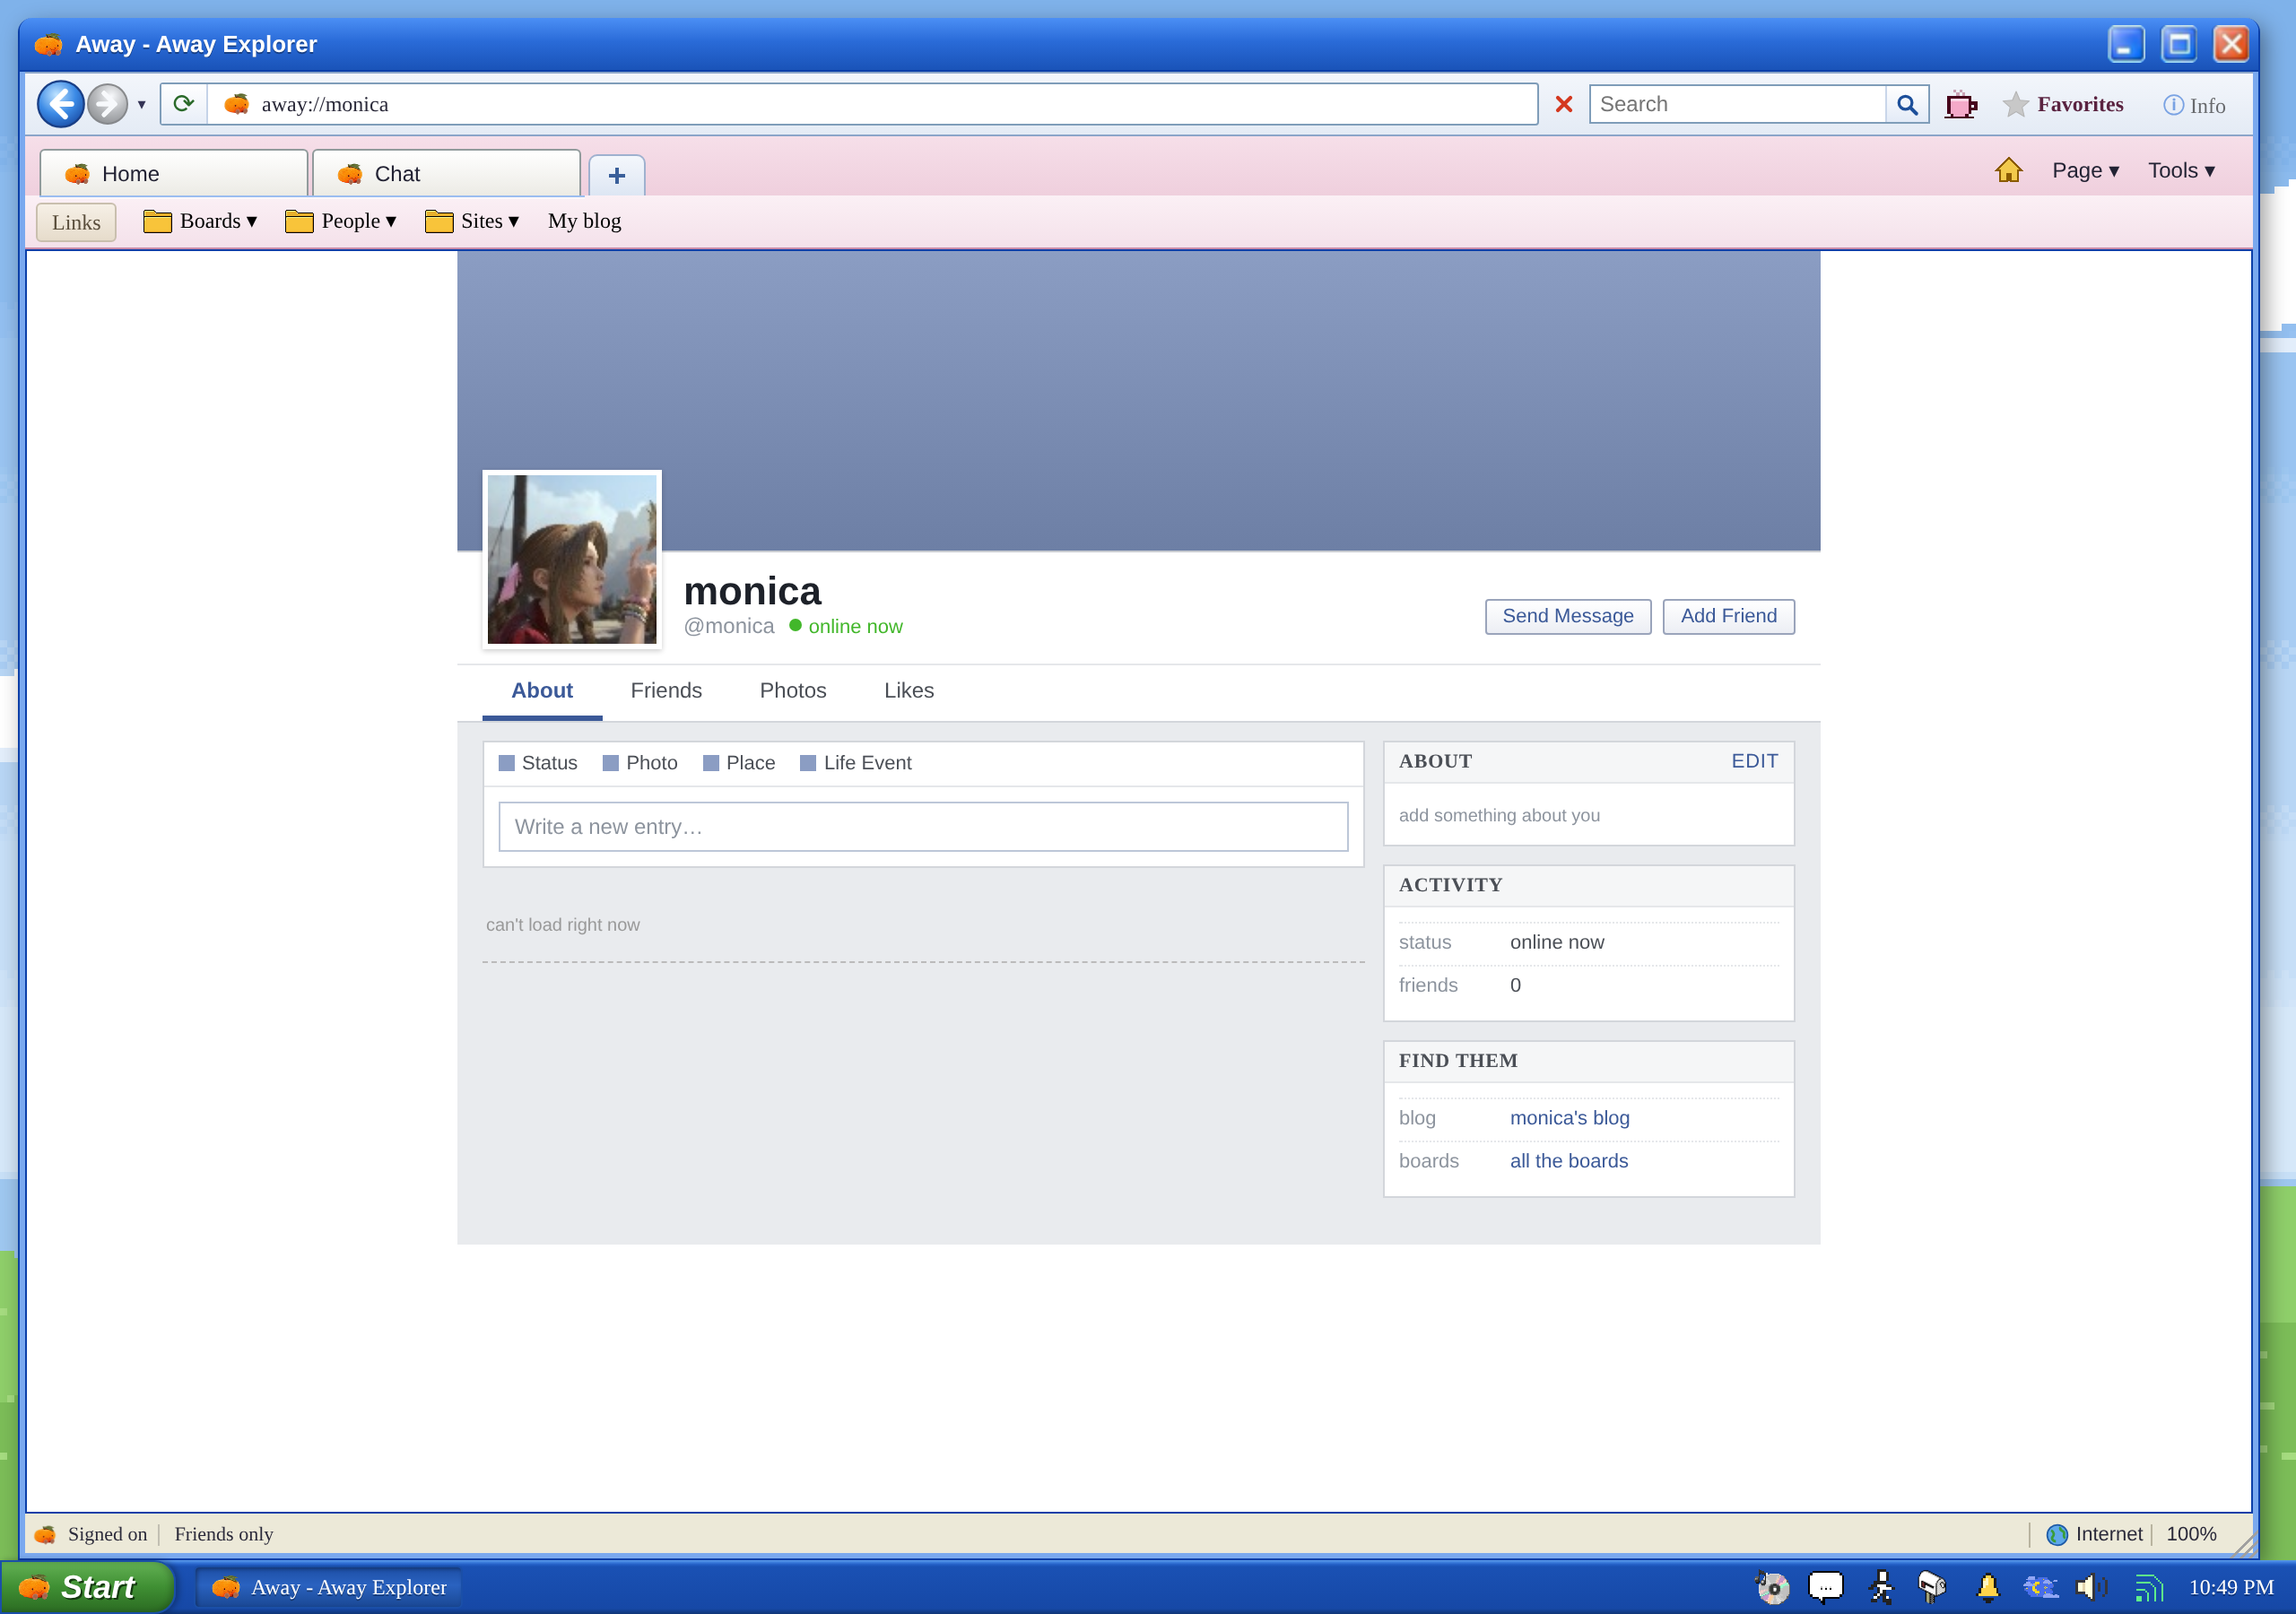 Away - Away Explorer
away://monica
Search
Favorites
Info
Home
Chat
+
Page ▾
Tools ▾
Links
Boards ▾
People ▾
Sites ▾
My blog
monica
@monica
online now
Send Message
Add Friend
About
Friends
Photos
Likes
Status
Photo
Place
Life Event
Write a new entry…
can't load right now
ABOUT
EDIT
add something about you
ACTIVITY
status online now
friends 0
FIND THEM
blog monica's blog
boards all the boards
Signed on
Friends only
Internet
100%
Start
Away - Away Explorer
10:49 PM